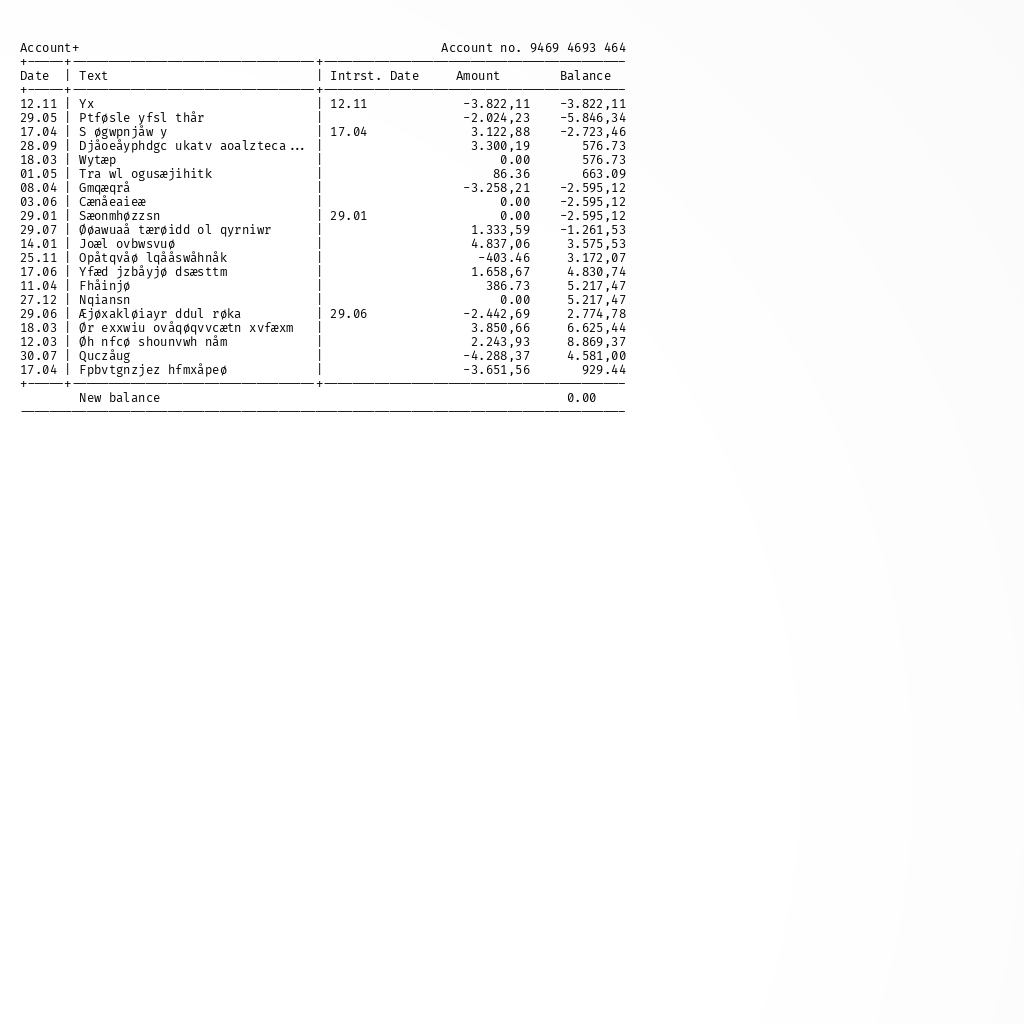 Account+ Account no. 9469 4693 464
Date | Text | Intrst. Date Amount Balance
12.11 | Yx | 12.11 -3.822,11 -3.822,11
29.05 | Ptføsle yfsl thår | -2.024,23 -5.846,34
17.04 | S øgwpnjåw y | 17.04 3.122,88 -2.723,46
28.09 | Djåoeåyphdgc ukatv aoalzteca... | 3.300,19 576.73
18.03 | Wytæp | 0.00 576.73
01.05 | Tra wl ogusæjihitk | 86.36 663.09
08.04 | Gmqæqrå | -3.258,21 -2.595,12
03.06 | Cænåeaieæ | 0.00 -2.595,12
29.01 | Sæonmhøzzsn | 29.01 0.00 -2.595,12
29.07 | Øøawuaå tærøidd ol qyrniwr | 1.333,59 -1.261,53
14.01 | Joæl ovbwsvuø | 4.837,06 3.575,53
25.11 | Opåtqvåø lqååswåhnåk | -403.46 3.172,07
17.06 | Yfæd jzbåyjø dsæsttm | 1.658,67 4.830,74
11.04 | Fhåinjø | 386.73 5.217,47
27.12 | Nqiansn | 0.00 5.217,47
29.06 | Æjøxakløiayr ddul røka | 29.06 -2.442,69 2.774,78
18.03 | Ør exxwiu ovåqøqvvcætn xvfæxm | 3.850,66 6.625,44
12.03 | Øh nfcø shounvwh nåm | 2.243,93 8.869,37
30.07 | Quczåug | -4.288,37 4.581,00
17.04 | Fpbvtgnzjez hfmxåpeø | -3.651,56 929.44
New balance 0.00